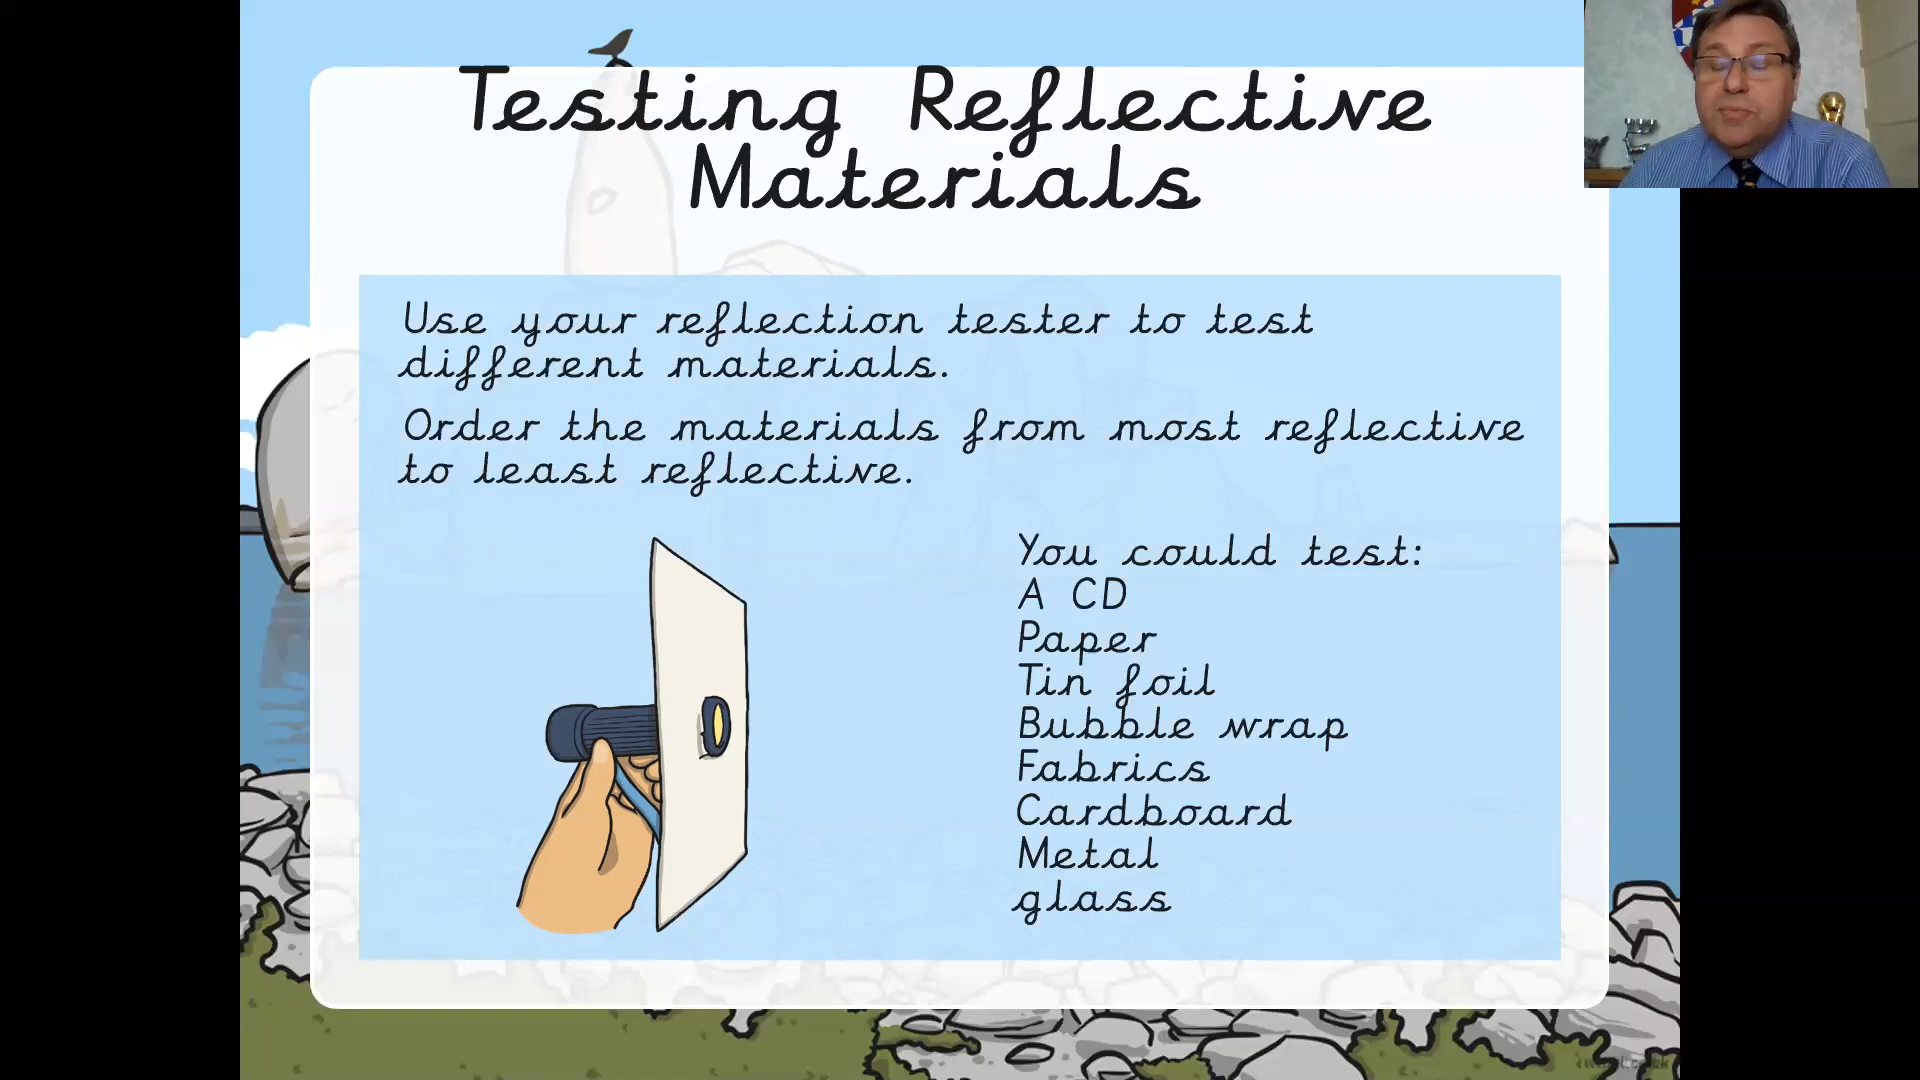 Testing Reflective
Materials
Use your reflection tester to test
different materials.
Order the materials from most reflective
to least reflective.
You could test:
A CD
Paper
Tin foil
Bubble wrap
Fabrics
Cardboard
Metal
glass